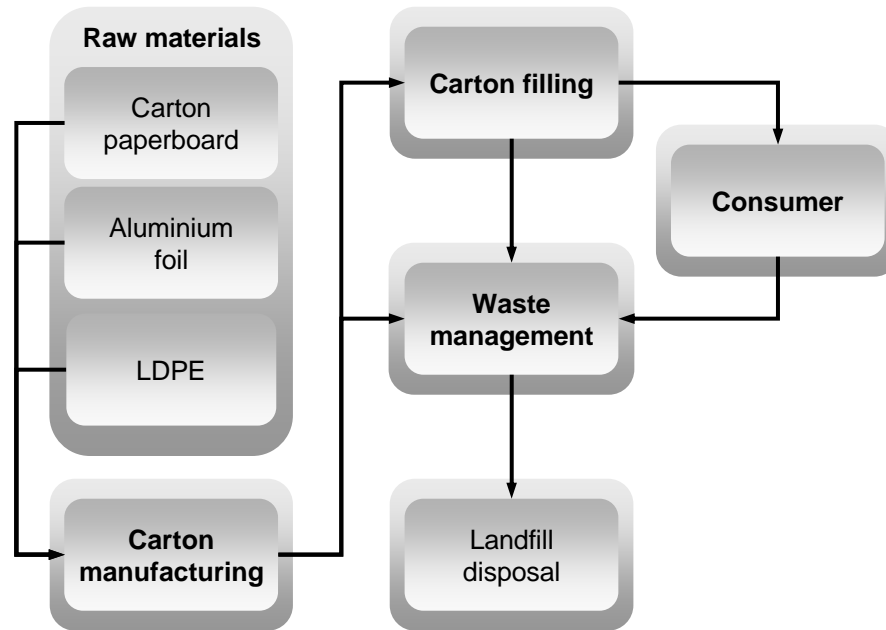 Raw materials
Carton
paperboard
Aluminium
foil
LDPE
Carton
manufacturing
Carton filling
Consumer
Waste
management
Landfill
disposal